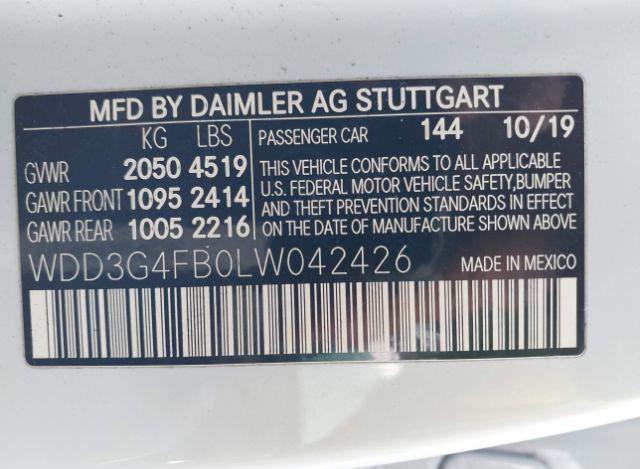 MFD BY DAIMLER AG STUTTGART
KG LBS
GVWR 2050 4519
GAWR FRONT 1095 2414
GAWR REAR 1005 2216
PASSENGER CAR 144 10/19
THIS VEHICLE CONFORMS TO ALL APPLICABLE
U.S. FEDERAL MOTOR VEHICLE SAFETY,BUMPER
AND THEFT PREVENTION STANDARDS IN EFFECT
ON THE DATE OF MANUFACTURE SHOWN ABOVE
WDD3G4FB0LW042426
MADE IN MEXICO